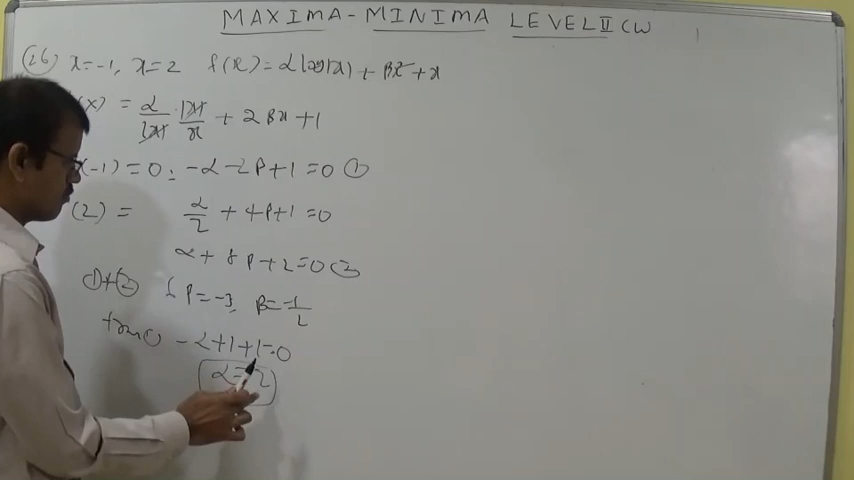 MAXIMA - MINIMA LEVEL II CW
(26) x=-1, x=2 f(x) = α log|x| + βx² + x
(x) = α/|x| · |x|/x + 2βx + 1
(-1) = 0 : -α - 2β + 1 = 0 ①
(2) = α/2 + 4β + 1 = 0
α + 8β + 2 = 0 ②
①+② 6β = -3, β = -1/2
from ① -α + 1 + 1 = 0
α = 2